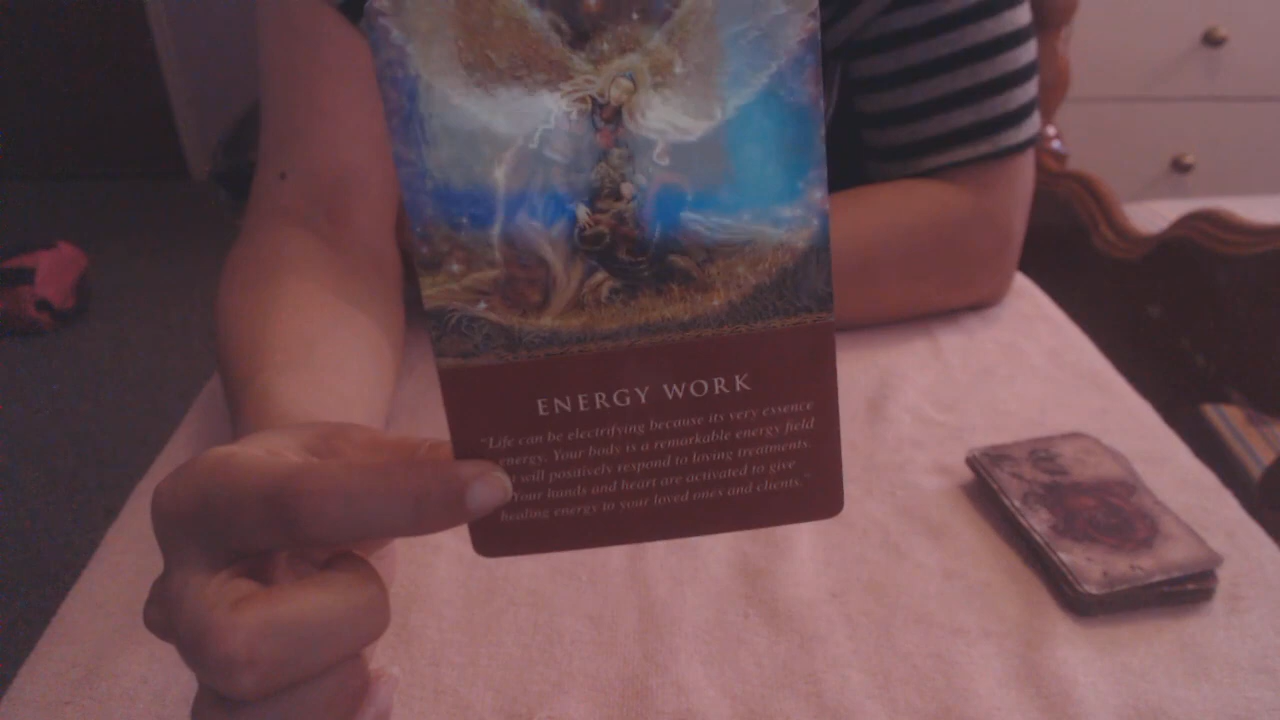 ENERGY WORK
"Life can be electrifying because its very essence
energy. Your body is a remarkable energy field
will positively respond to loving treatments.
Your hands and heart are activated to give
healing energy to your loved ones and clients."